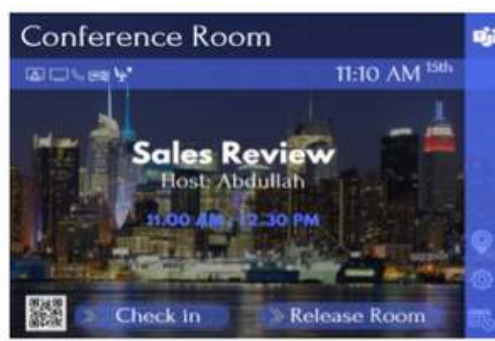 Conference Room
11:10 AM 15th
Sales Review
Host: Abdullah
11.00 AM - 12.30 PM
Check in
Release Room